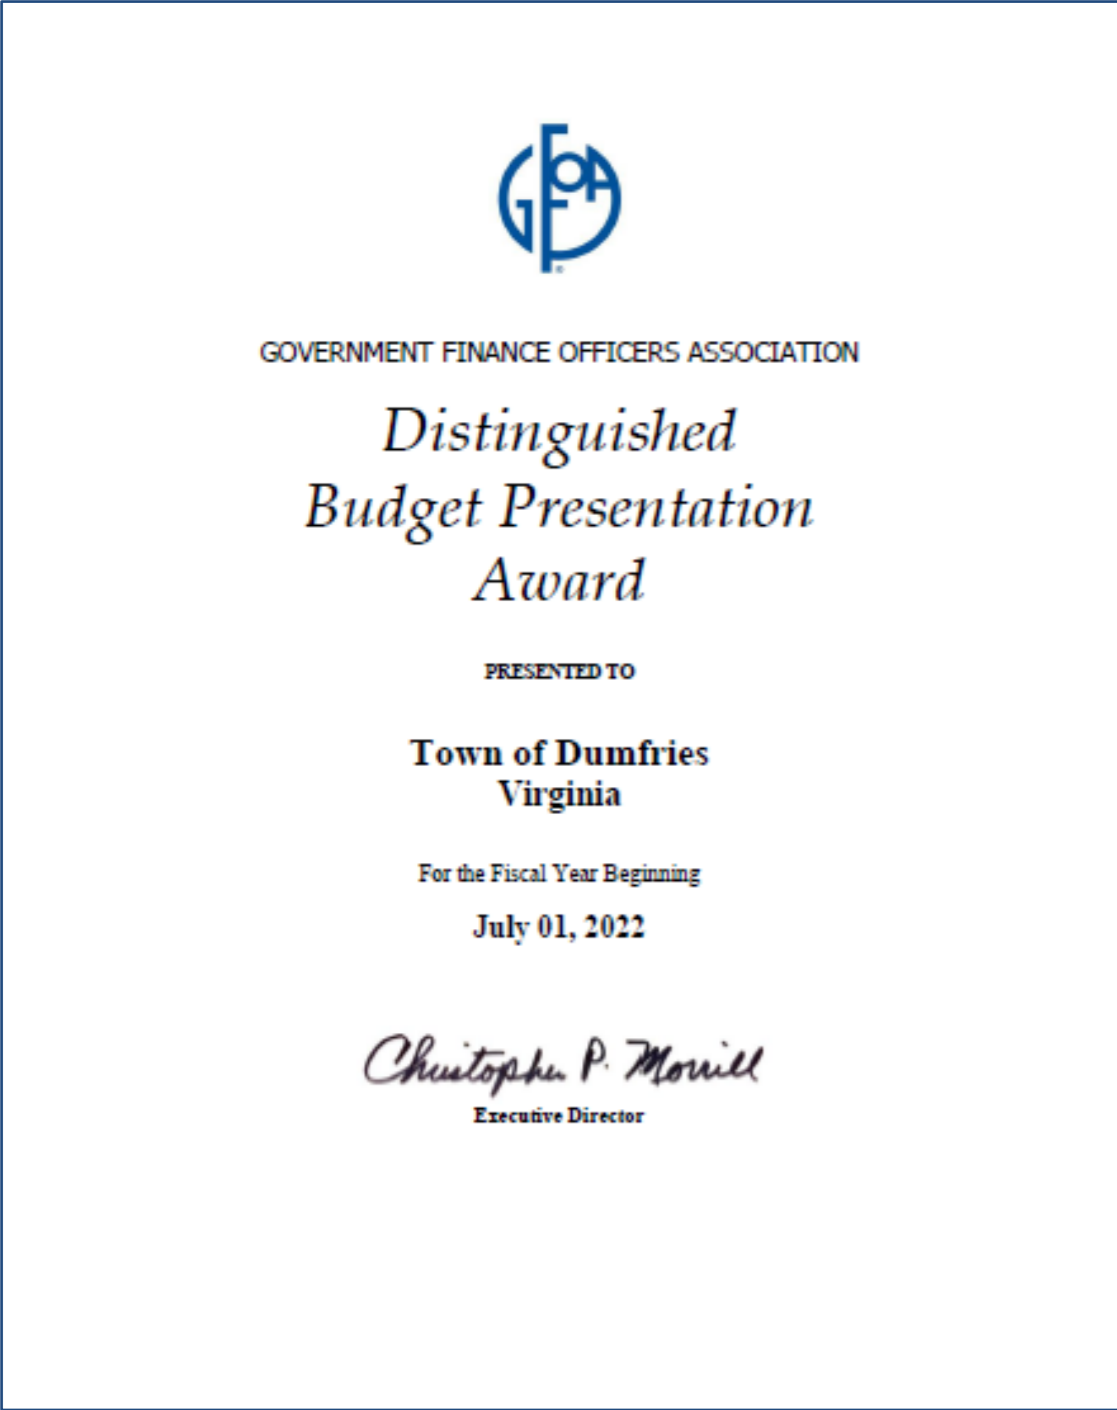 GFOA
GOVERNMENT FINANCE OFFICERS ASSOCIATION
Distinguished
Budget Presentation
Award
PRESENTED TO
Town of Dumfries
Virginia
For the Fiscal Year Beginning
July 01, 2022
Christopher P. Morrill
Executive Director